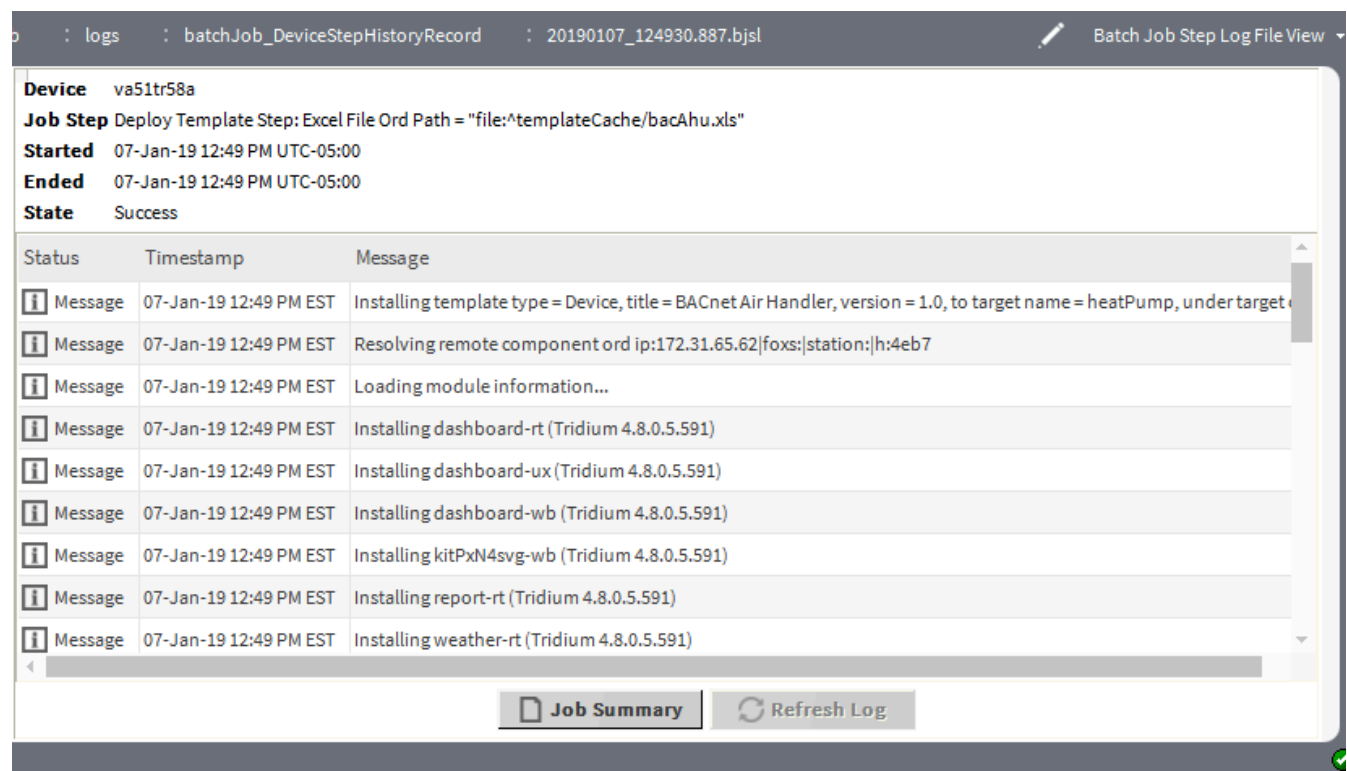 : logs : batchJob_DeviceStepHistoryRecord : 20190107_124930.887.bjsl Batch Job Step Log File View
Device va51tr58a
Job Step Deploy Template Step: Excel File Ord Path = "file:^templateCache/bacAhu.xls"
Started 07-Jan-19 12:49 PM UTC-05:00
Ended 07-Jan-19 12:49 PM UTC-05:00
State Success
Status Timestamp Message
Message 07-Jan-19 12:49 PM EST Installing template type = Device, title = BACnet Air Handler, version = 1.0, to target name = heatPump, under target
Message 07-Jan-19 12:49 PM EST Resolving remote component ord ip:172.31.65.62|foxs:|station:|h:4eb7
Message 07-Jan-19 12:49 PM EST Loading module information...
Message 07-Jan-19 12:49 PM EST Installing dashboard-rt (Tridium 4.8.0.5.591)
Message 07-Jan-19 12:49 PM EST Installing dashboard-ux (Tridium 4.8.0.5.591)
Message 07-Jan-19 12:49 PM EST Installing dashboard-wb (Tridium 4.8.0.5.591)
Message 07-Jan-19 12:49 PM EST Installing kitPxN4svg-wb (Tridium 4.8.0.5.591)
Message 07-Jan-19 12:49 PM EST Installing report-rt (Tridium 4.8.0.5.591)
Message 07-Jan-19 12:49 PM EST Installing weather-rt (Tridium 4.8.0.5.591)
Job Summary Refresh Log